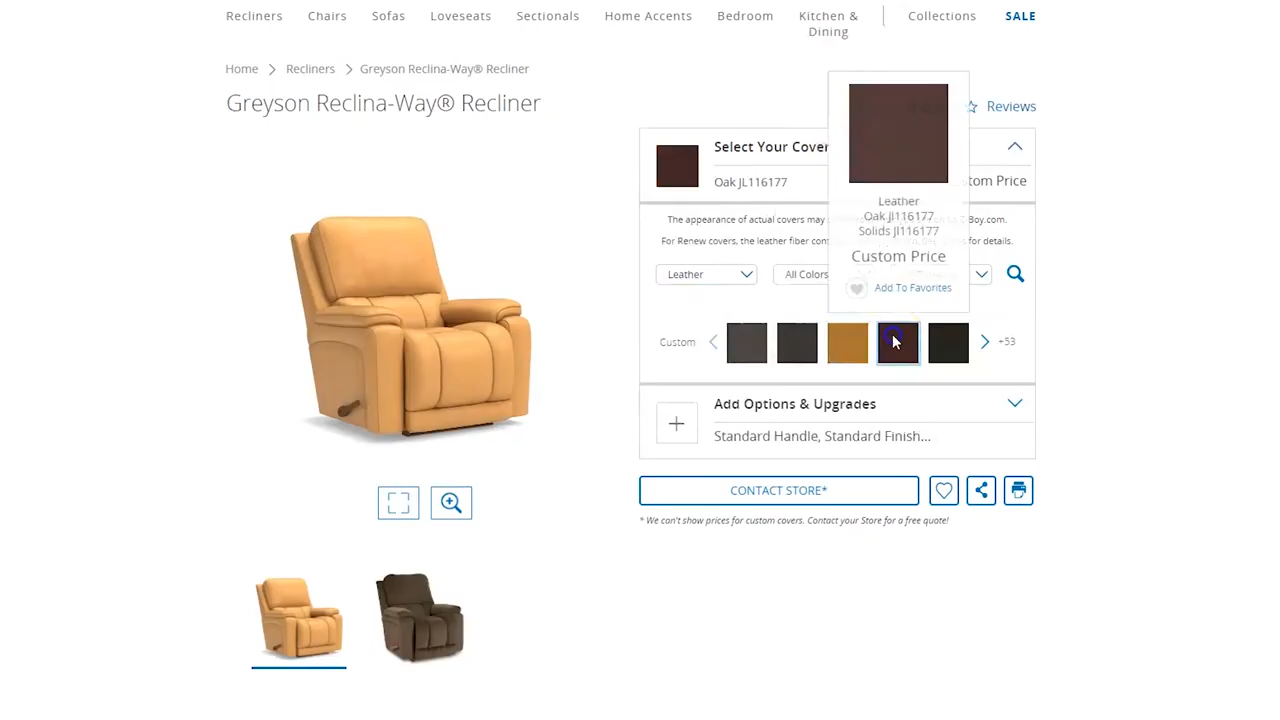 Recliners Chairs Sofas Loveseats Sectionals Home Accents Bedroom Kitchen & Dining Collections SALE
Home Recliners Greyson Reclina-Way® Recliner
Greyson Reclina-Way® Recliner
Reviews
Select Your Cover
Oak JL116177
tom Price
Leather
Oak Jl116177
Solids Jl116177
Custom Price
Add To Favorites
The appearance of actual covers may
Boy.com.
For Renew covers, the leather fiber con
for details.
Leather All Colors
Custom +53
Add Options & Upgrades
Standard Handle, Standard Finish...
CONTACT STORE*
* We can't show prices for custom covers. Contact your Store for a free quote!